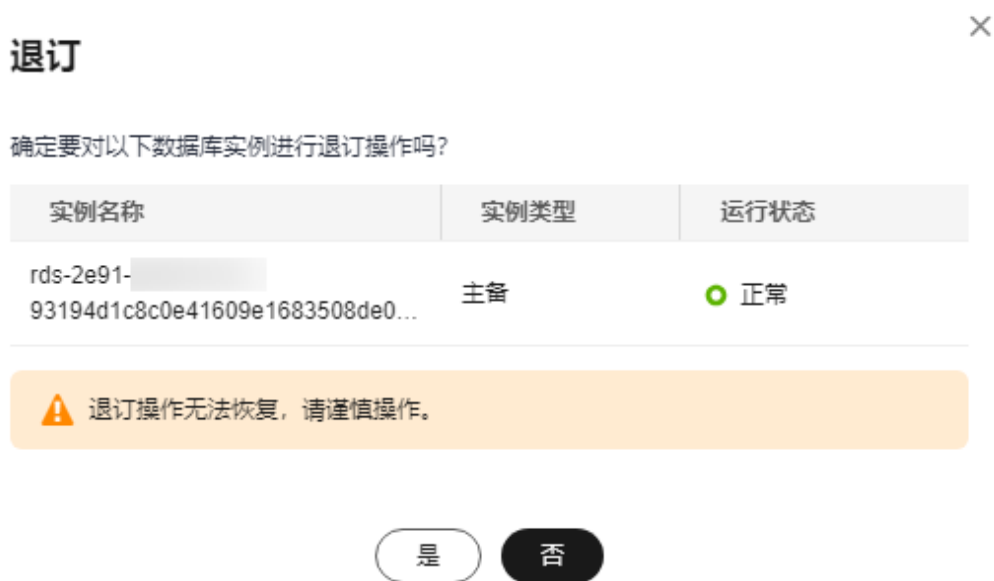 退订
确定要对以下数据库实例进行退订操作吗？
实例名称 实例类型 运行状态
rds-2e91-
93194d1c8c0e41609e1683508de0...
主备
正常
退订操作无法恢复，请谨慎操作。
是 否